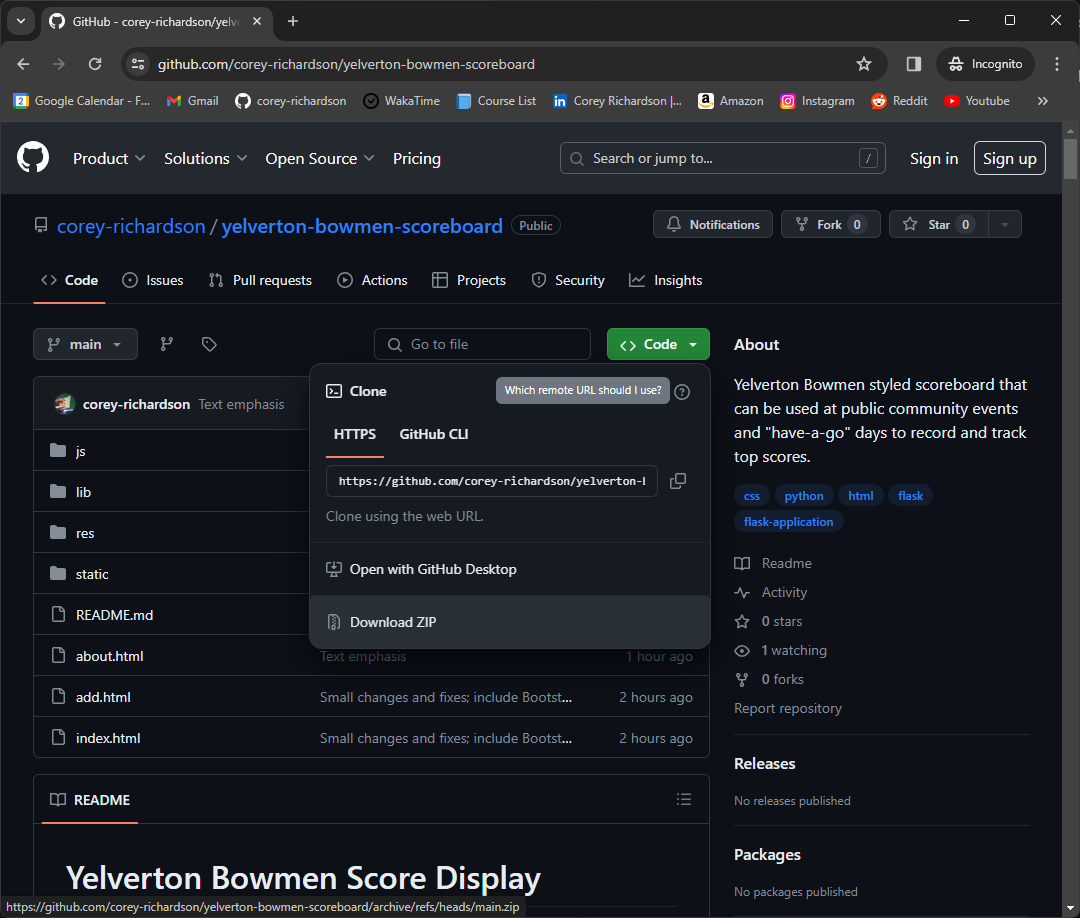 GitHub - corey-richardson/yelv
github.com/corey-richardson/yelverton-bowmen-scoreboard
Incognito
2 Google Calendar - F...
Gmail
corey-richardson
WakaTime
Course List
in Corey Richardson |...
a Amazon
Instagram
Reddit
Youtube
Product
Solutions
Open Source
Pricing
Search or jump to...
/
Sign in
Sign up
corey-richardson / yelverton-bowmen-scoreboard
Public
Notifications
Fork 0
Star 0
Code
Issues
Pull requests
Actions
Projects
Security
Insights
main
Go to file
Code
corey-richardson Text emphasis
js
lib
res
static
README.md
about.html Text emphasis 1 hour ago
add.html Small changes and fixes; include Bootst... 2 hours ago
index.html Small changes and fixes; include Bootst... 2 hours ago
Clone
Which remote URL should I use?
HTTPS
GitHub CLI
https://github.com/corey-richardson/yelverton-
Clone using the web URL.
Open with GitHub Desktop
Download ZIP
README
Yelverton Bowmen Score Display
About
Yelverton Bowmen styled scoreboard that
can be used at public community events
and "have-a-go" days to record and track
top scores.
css python html flask
flask-application
Readme
Activity
0 stars
1 watching
0 forks
Report repository
Releases
No releases published
Packages
No packages published
https://github.com/corey-richardson/yelverton-bowmen-scoreboard/archive/refs/heads/main.zip